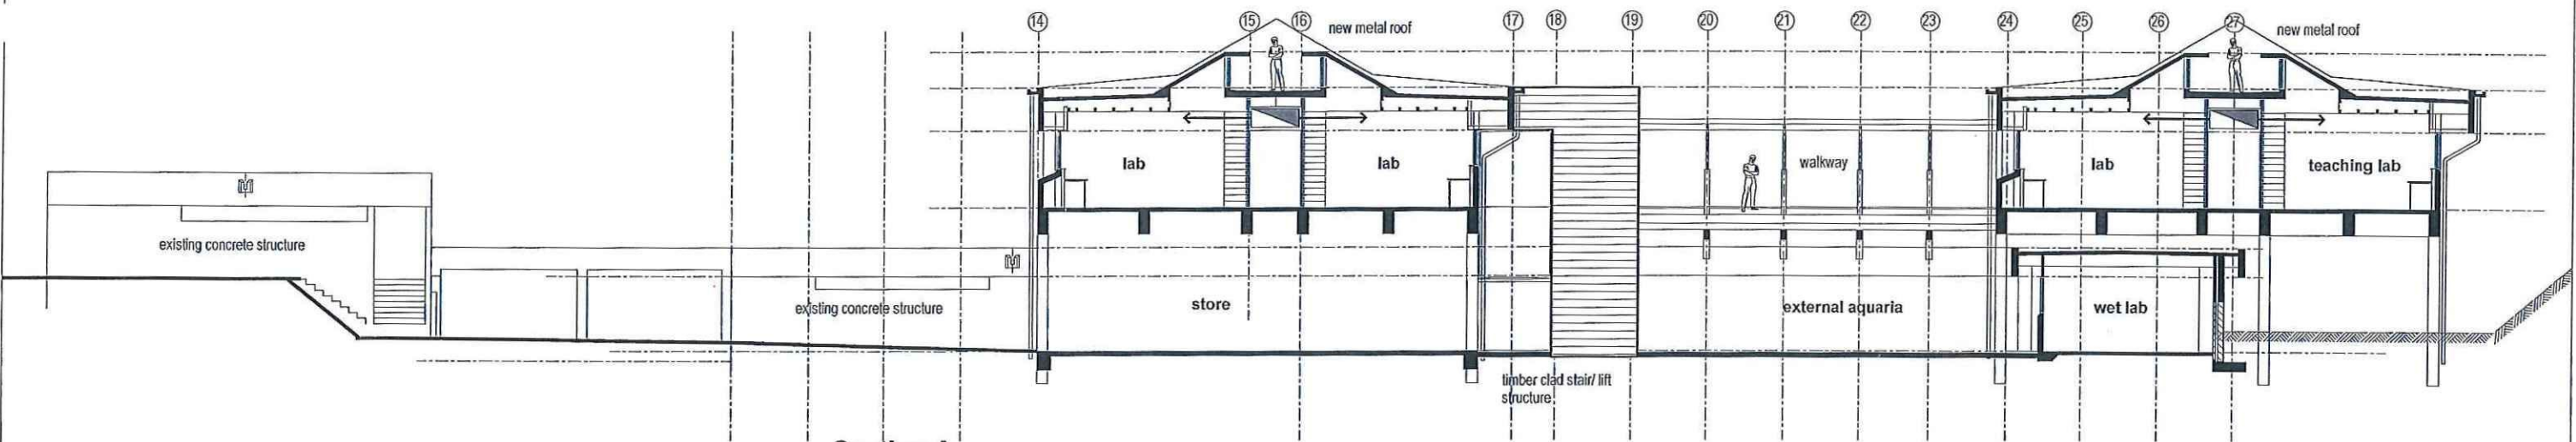 14 15 16 new metal roof 17 18 19 20 21 22 23 24 25 26 27 new metal roof
lab lab walkway lab teaching lab
existing concrete structure
store existing concrete structure external aquaria wet lab
timber clad stair/ lift
structure